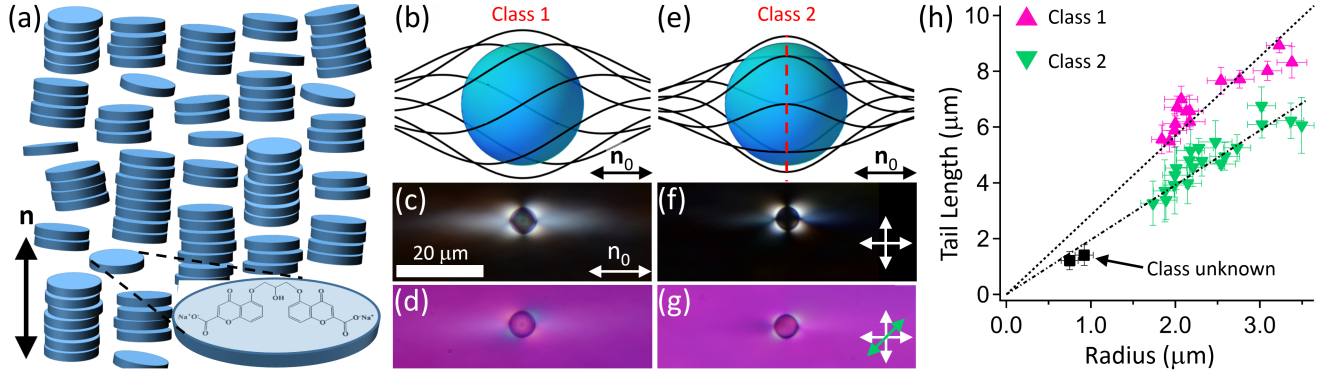 (a)
n
Na⁺O⁻
O
O
O
O
OH
O
O
O
O
O⁻Na⁺
(b)
Class 1
n₀
(c)
20 μm
n₀
(d)
(e)
Class 2
n₀
(f)
(g)
(h)
Class 1
Class 2
Class unknown
Tail Length (μm)
10
8
6
4
2
0
0.0
1.0
2.0
3.0
Radius (μm)